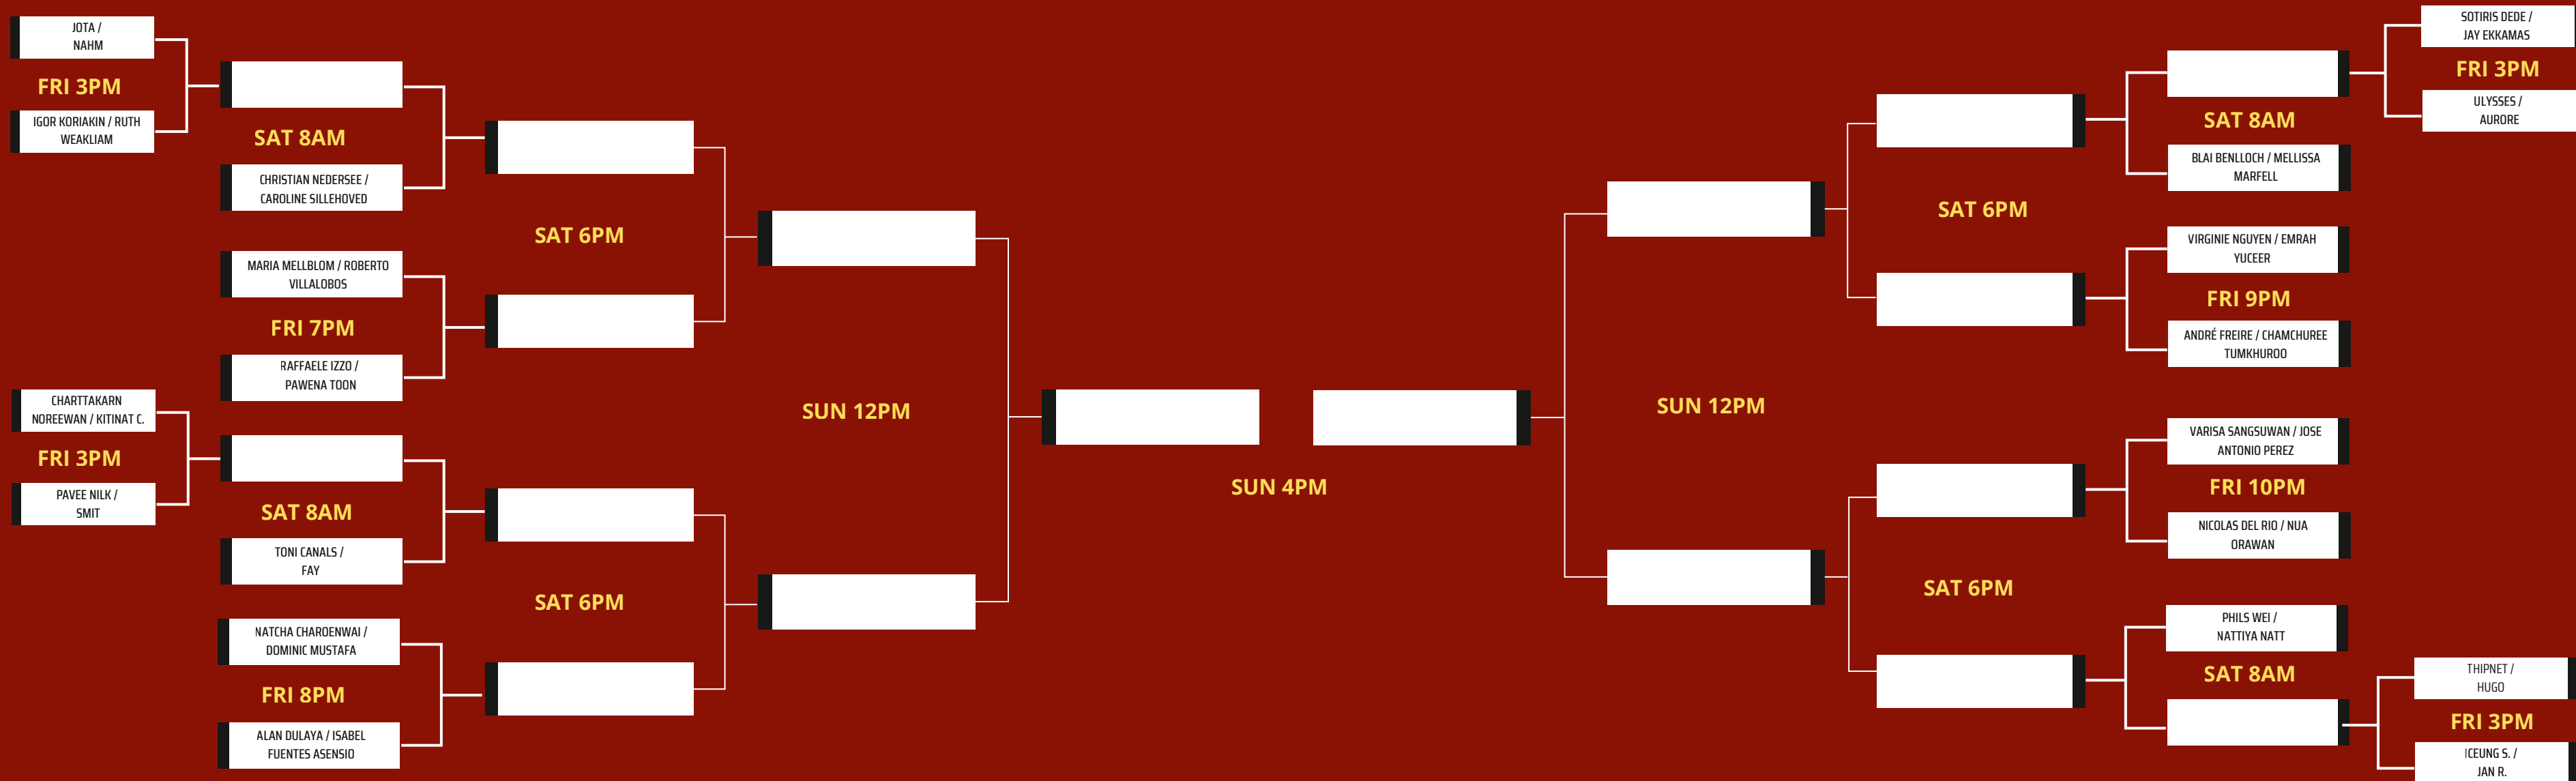 JOTA /
NAHM
FRI 3PM
IGOR KORIAKIN / RUTH
WEAKLIAM
SAT 8AM
CHRISTIAN NEDERSEE /
CAROLINE SILLEHOVED
SAT 6PM
MARIA MELLBLOM / ROBERTO
VILLALOBOS
FRI 7PM
RAFFAELE IZZO /
PAWENA TOON
SUN 12PM
CHARTTAKARN
NOREEWAN / KITINAT C.
FRI 3PM
PAVEE NILK /
SMIT
SAT 8AM
TONI CANALS /
FAY
SAT 6PM
NATCHA CHAROENWAI /
DOMINIC MUSTAFA
FRI 8PM
ALAN DULAYA / ISABEL
FUENTES ASENSIO
SUN 4PM
SOTIRIS DEDE /
JAY EKKAMAS
FRI 3PM
ULYSSES /
AURORE
SAT 8AM
BLAI BENLLOCH / MELLISSA
MARFELL
SAT 6PM
VIRGINIE NGUYEN / EMRAH
YUCEER
FRI 9PM
ANDRÉ FREIRE / CHAMCHUREE
TUMKHUROO
SUN 12PM
VARISA SANGSUWAN / JOSE
ANTONIO PEREZ
FRI 10PM
NICOLAS DEL RIO / NUA
ORAWAN
SAT 6PM
PHILS WEI /
NATTIYA NATT
SAT 8AM
THIPNET /
HUGO
FRI 3PM
ICEUNG S. /
JAN R.